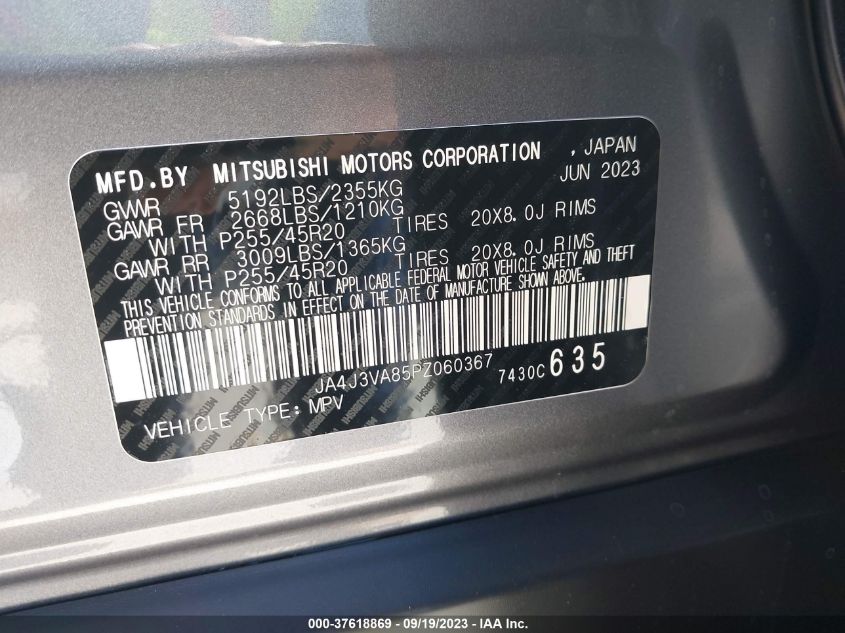 MFD.BY MITSUBISHI MOTORS CORPORATION , JAPAN
JUN 2023
GVWR 5192LBS/2355KG
GAWR FR 2668LBS/1210KG
WITH P255/45R20 TIRES 20X8.0J RIMS
GAWR RR 3009LBS/1365KG
WITH P255/45R20 TIRES 20X8.0J RIMS
THIS VEHICLE CONFORMS TO ALL APPLICABLE FEDERAL MOTOR VEHICLE SAFETY AND THEFT
PREVENTION STANDARDS IN EFFECT ON THE DATE OF MANUFACTURE SHOWN ABOVE.
JA4J3VA85PZ060367 7430C 635
VEHICLE TYPE: MPV
000-37618869 - 09/19/2023 - IAA Inc.